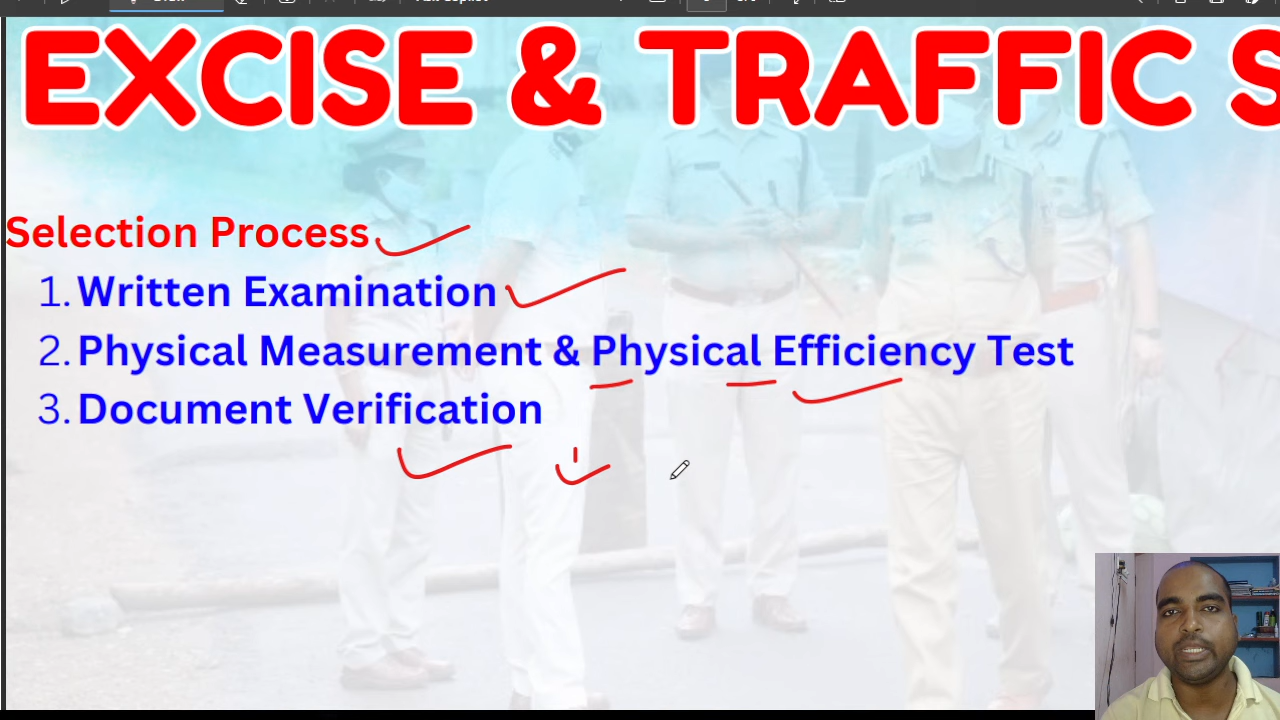 EXCISE & TRAFFIC S
Selection Process
1. Written Examination
2. Physical Measurement & Physical Efficiency Test
3. Document Verification